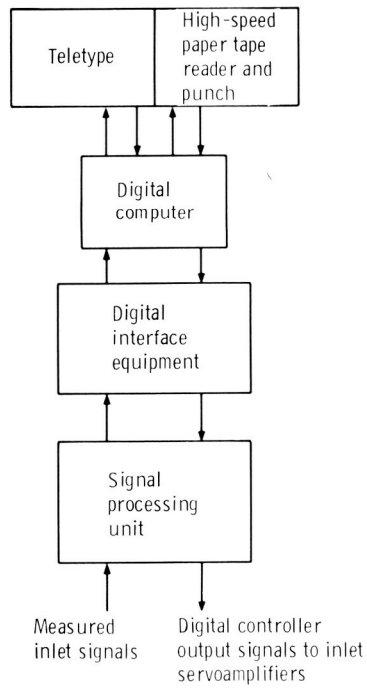 Teletype
High-speed
paper tape
reader and
punch
Digital
computer
Digital
interface
equipment
Signal
processing
unit
Measured
inlet signals
Digital controller
output signals to inlet
servoamplifiers